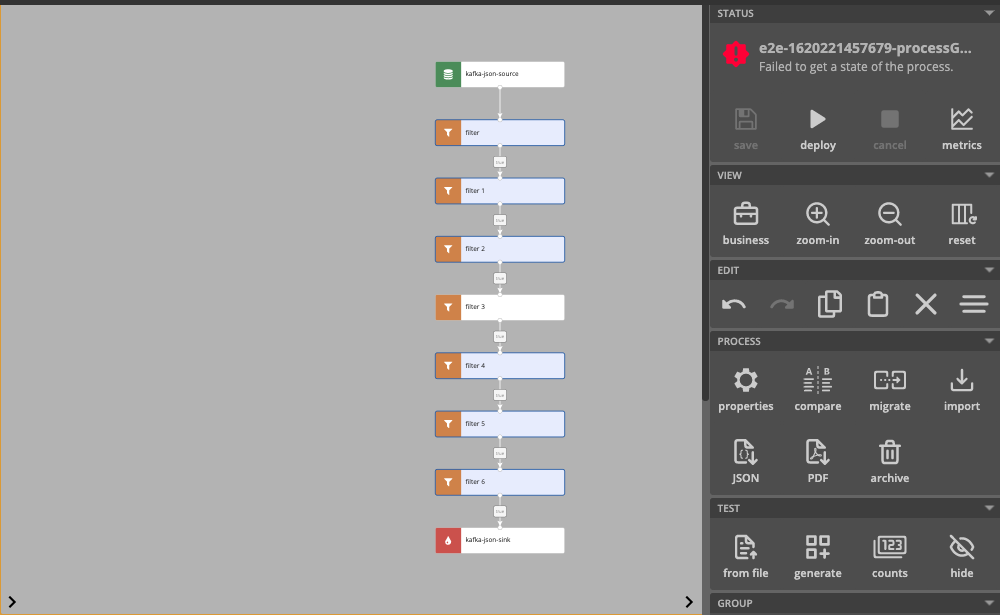 kafka-json-source
filter
true
filter 1
true
filter 2
true
filter 3
true
filter 4
true
filter 5
true
filter 6
true
kafka-json-sink
STATUS
e2e-1620221457679-processG...
Failed to get a state of the process.
save deploy cancel metrics
VIEW
business zoom-in zoom-out reset
EDIT
PROCESS
A B
properties compare migrate import
JSON PDF archive
TEST
123
from file generate counts hide
GROUP